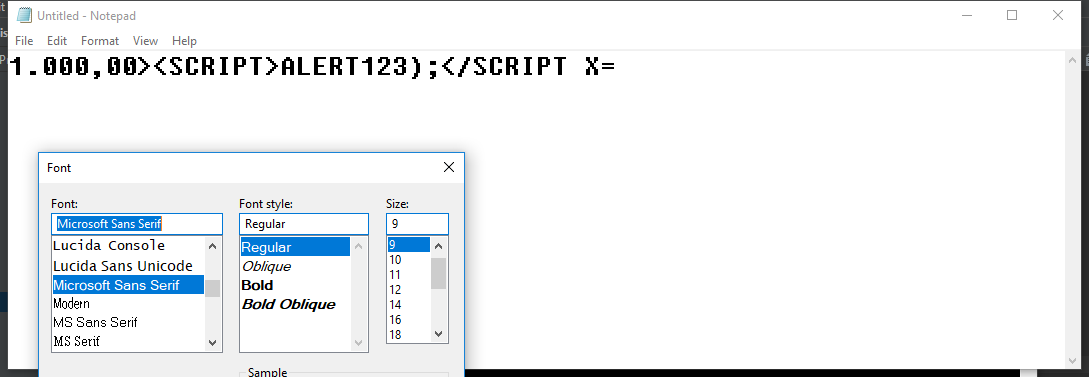 Untitled - Notepad
File Edit Format View Help
1.000,00><SCRIPT>ALERT123);</SCRIPT X=
Font
Font: Font style: Size:
Microsoft Sans Serif Regular 9
Lucida Console
Lucida Sans Unicode
Microsoft Sans Serif
Modern
MS Sans Serif
MS Serif
Regular
Oblique
Bold
Bold Oblique
9
10
11
12
14
16
18
Sample